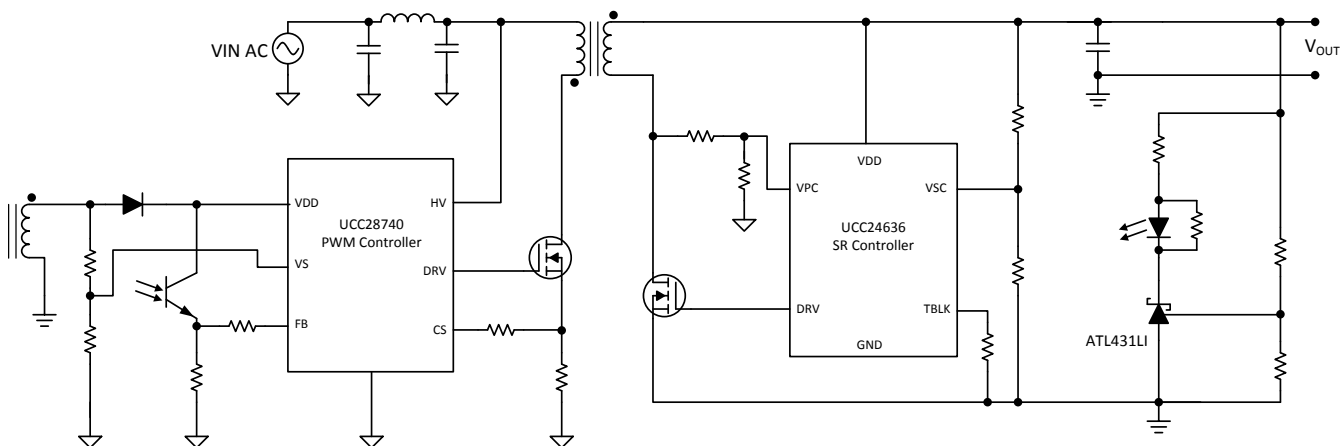 VIN AC
VOUT
VDD
HV
UCC28740
PWM Controller
VS
DRV
FB
CS
VDD
VPC
VSC
UCC24636
SR Controller
DRV
TBLK
GND
ATL431LI